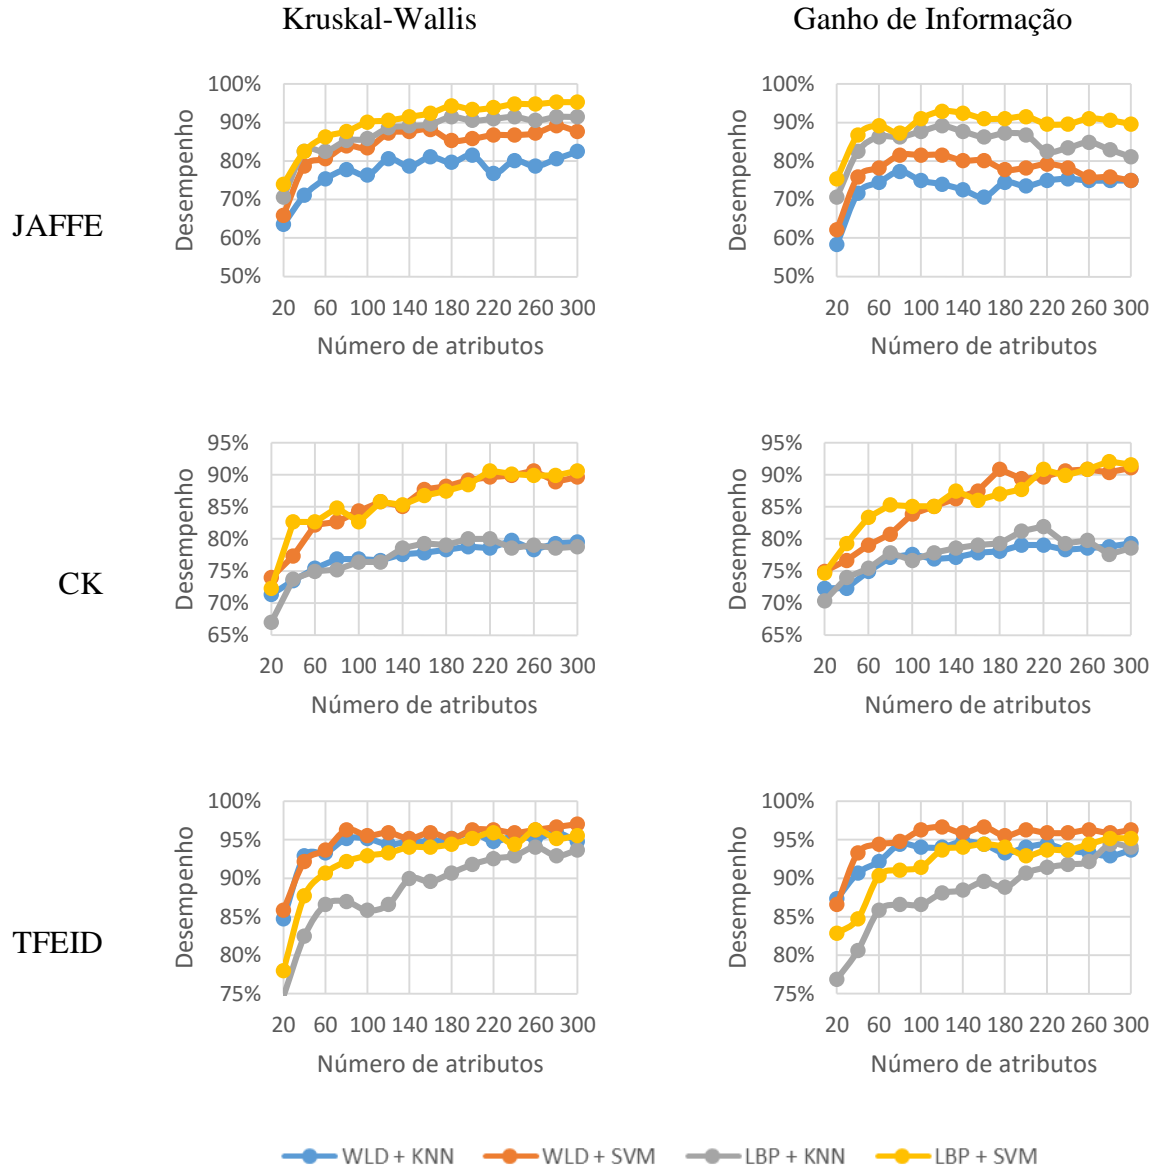 Kruskal-Wallis Ganho de Informação
JAFFE
Desempenho
100%
90%
80%
70%
60%
50%
20 60 100 140 180 220 260 300
Número de atributos
Desempenho
100%
90%
80%
70%
60%
50%
20 60 100 140 180 220 260 300
Número de atributos
CK
Desempenho
95%
90%
85%
80%
75%
70%
65%
20 60 100 140 180 220 260 300
Número de atributos
Desempenho
95%
90%
85%
80%
75%
70%
65%
20 60 100 140 180 220 260 300
Número de atributos
TFEID
Desempenho
100%
95%
90%
85%
80%
75%
20 60 100 140 180 220 260 300
Número de atributos
Desempenho
100%
95%
90%
85%
80%
75%
20 60 100 140 180 220 260 300
Número de atributos
WLD + KNN WLD + SVM LBP + KNN LBP + SVM